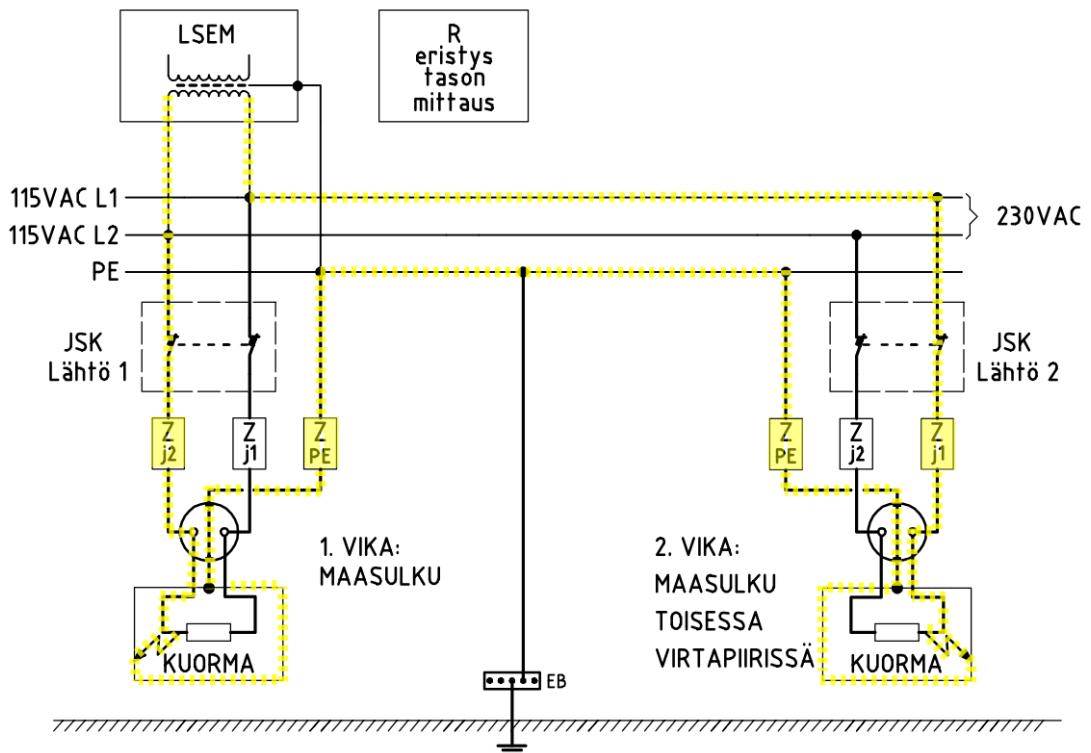 LSEM
R
eristys
tason
mittaus
115VAC L1
115VAC L2
PE
230VAC
JSK
Lähtö 1
JSK
Lähtö 2
Z
j2
Z
j1
Z
PE
Z
PE
Z
j2
Z
j1
1. VIKA:
MAASULKU
2. VIKA:
MAASULKU
TOISESSA
VIRTAPIIRISSÄ
KUORMA
KUORMA
EB